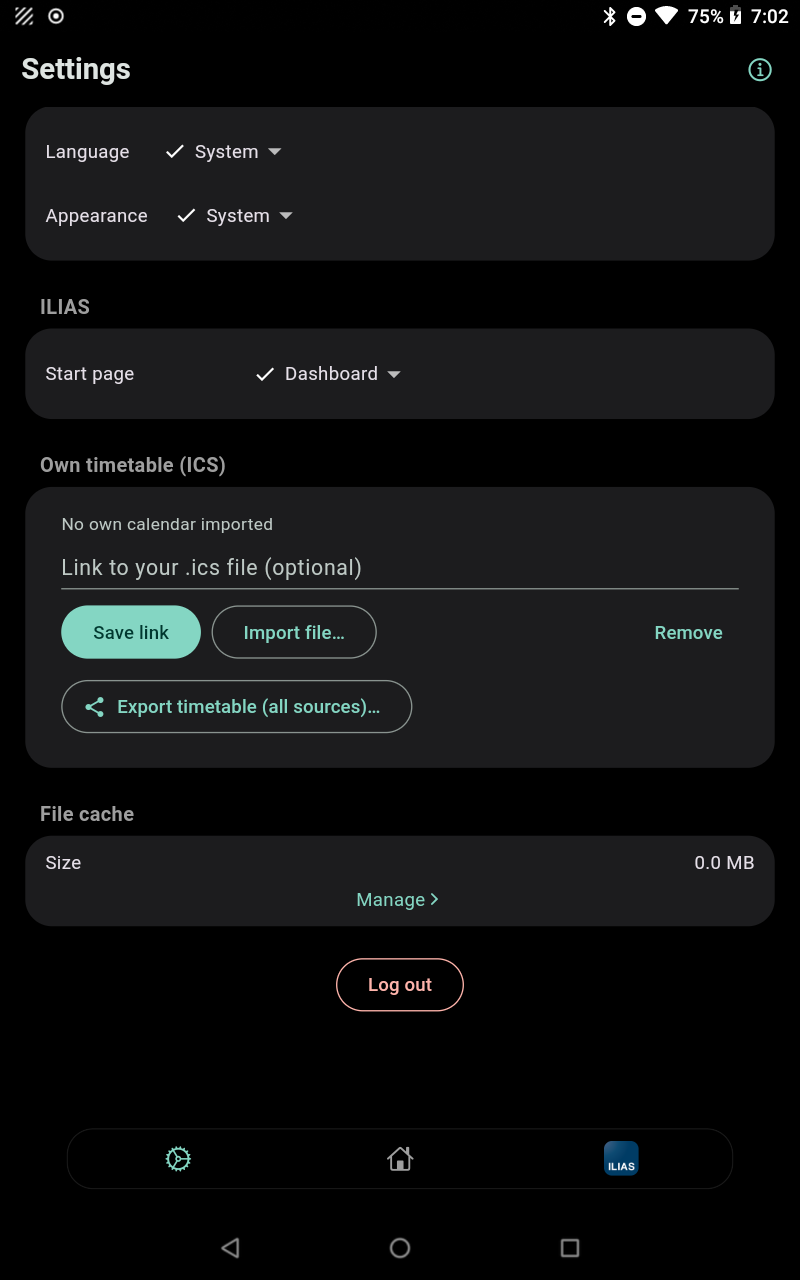 75% 7:02
Settings
Language System
Appearance System
ILIAS
Start page Dashboard
Own timetable (ICS)
No own calendar imported
Link to your .ics file (optional)
Save link Import file… Remove
Export timetable (all sources)…
File cache
Size 0.0 MB
Manage
Log out
ILIAS